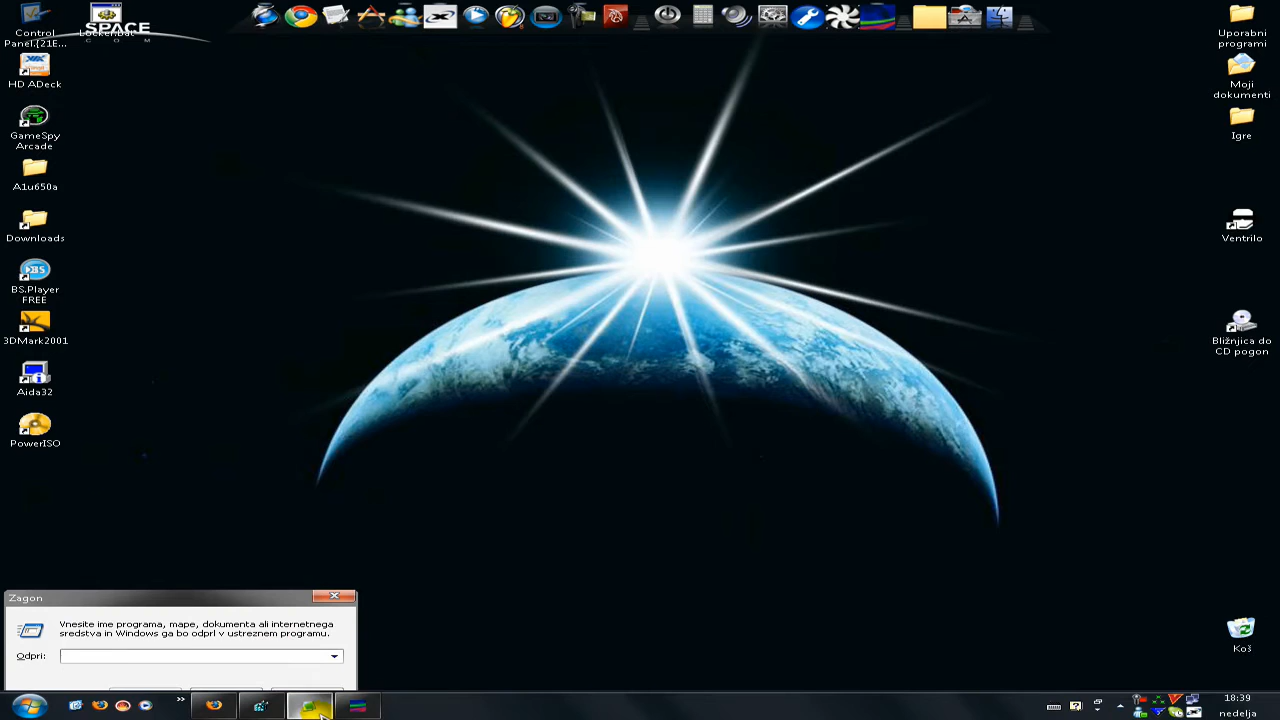 Control
Panel.{21E...
SPACE
C O M
HD ADeck
GameSpy
Arcade
A1u650a
Downloads
BS.Player
FREE
3DMark2001
Aida32
PowerISO
Uporabni
programi
Moji
dokumenti
Igre
Ventrilo
Bližnjica do
CD pogon
Koš
Zagon
Vnesite ime programa, mape, dokumenta ali internetnega
sredstva in Windows ga bo odprl v ustreznem programu.
Odpri:
18:39
nedelja